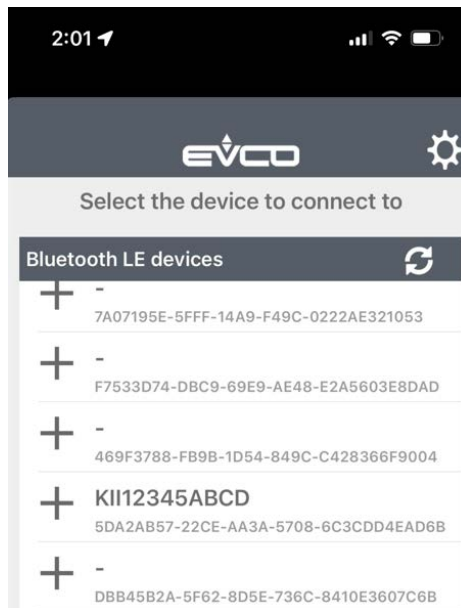 2:01
evco
Select the device to connect to
Bluetooth LE devices
-
7A07195E-5FFF-14A9-F49C-0222AE321053
-
F7533D74-DBC9-69E9-AE48-E2A5603E8DAD
-
469F3788-FB9B-1D54-849C-C428366F9004
KII12345ABCD
5DA2AB57-22CE-AA3A-5708-6C3CDD4EAD6B
-
DBB45B2A-5F62-8D5E-736C-8410E3607C6B